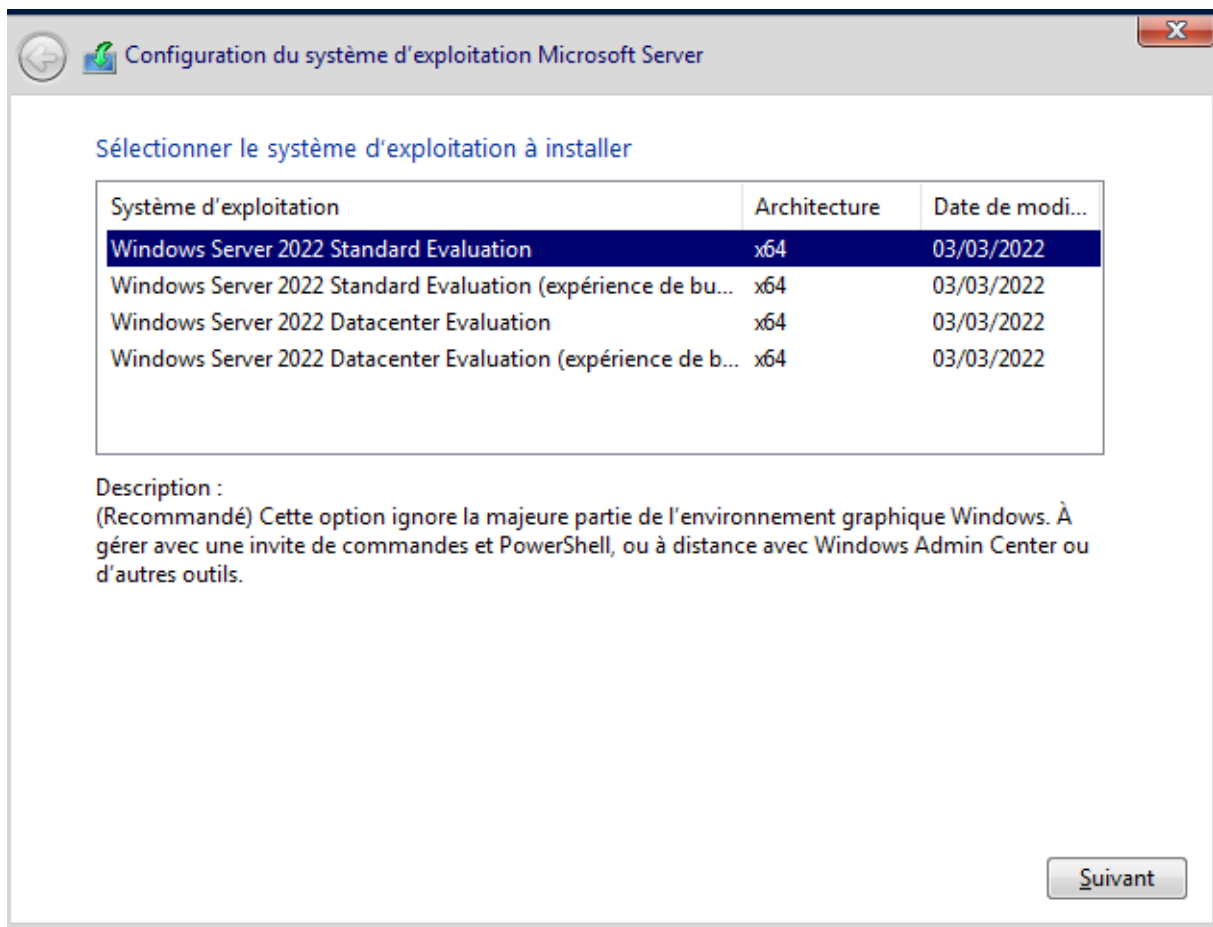 X
Configuration du système d'exploitation Microsoft Server
Sélectionner le système d'exploitation à installer
Système d'exploitation Architecture Date de modi...
Windows Server 2022 Standard Evaluation x64 03/03/2022
Windows Server 2022 Standard Evaluation (expérience de bu... x64 03/03/2022
Windows Server 2022 Datacenter Evaluation x64 03/03/2022
Windows Server 2022 Datacenter Evaluation (expérience de b... x64 03/03/2022
Description :
(Recommandé) Cette option ignore la majeure partie de l'environnement graphique Windows. À
gérer avec une invite de commandes et PowerShell, ou à distance avec Windows Admin Center ou
d'autres outils.
Suivant